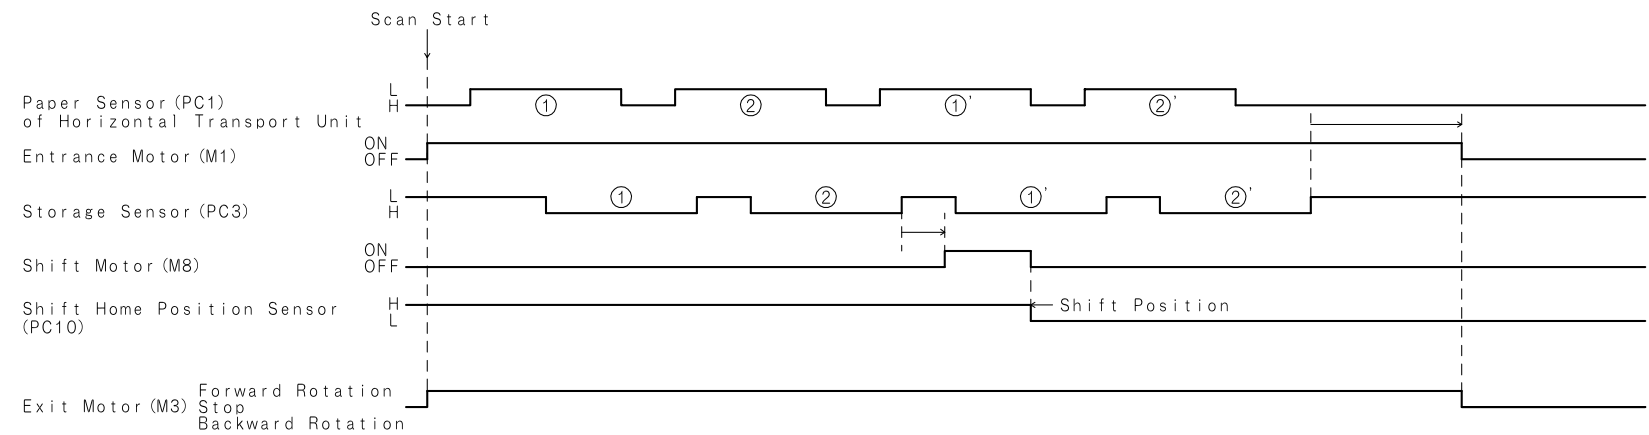 Scan Start
Paper Sensor (PC1)
of Horizontal Transport Unit
L
H
① ② ①' ②'
Entrance Motor (M1)
ON
OFF
Storage Sensor (PC3)
L
H
① ② ①' ②'
Shift Motor (M8)
ON
OFF
Shift Home Position Sensor
(PC10)
H
L
Shift Position
Exit Motor (M3)
Forward Rotation
Stop
Backward Rotation